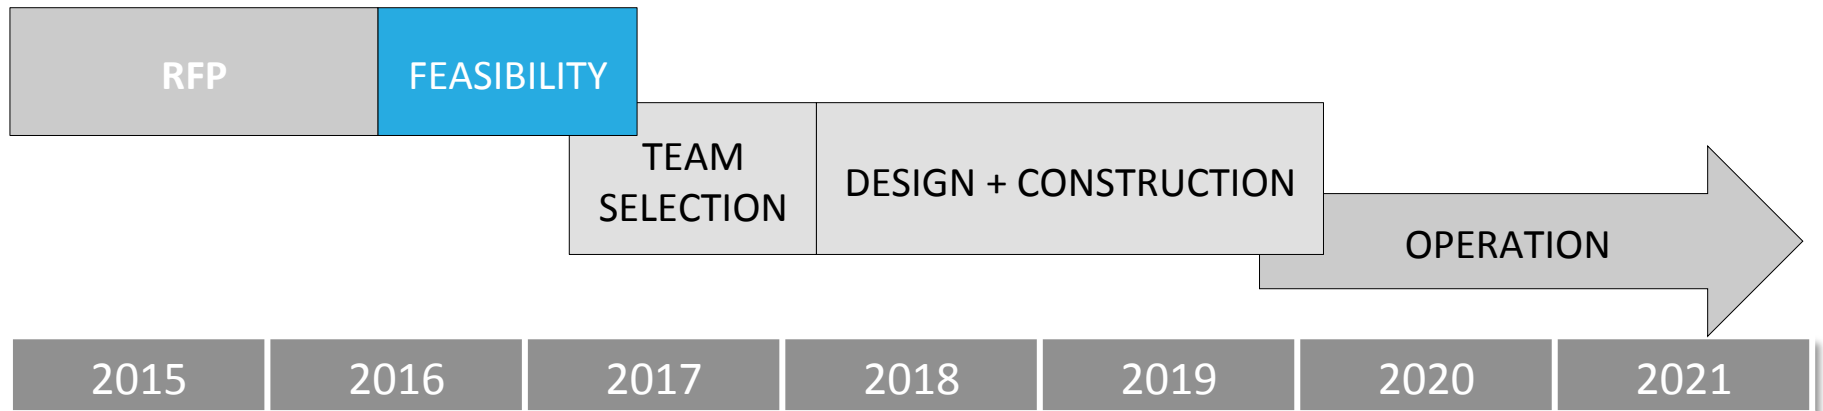 RFP
FEASIBILITY
TEAM
SELECTION
DESIGN + CONSTRUCTION
OPERATION
2015
2016
2017
2018
2019
2020
2021